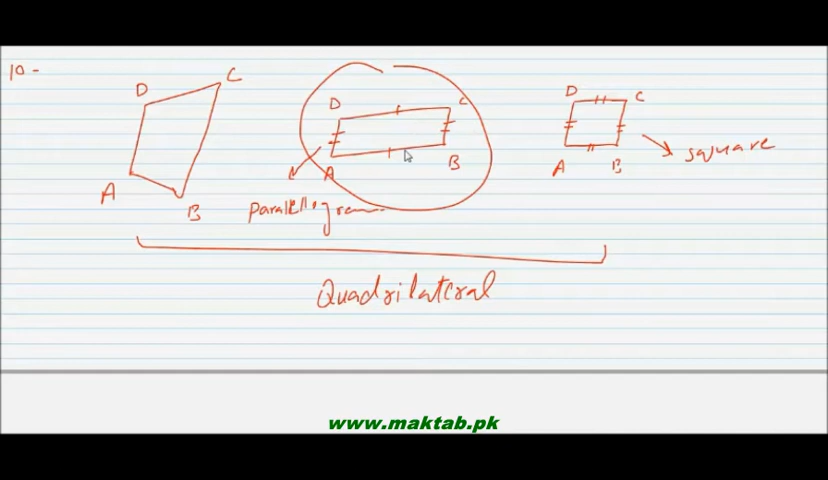 10-
D C
A B
D C
A B
Parallelogram
D C
A B
square
Quadrilateral
www.maktab.pk